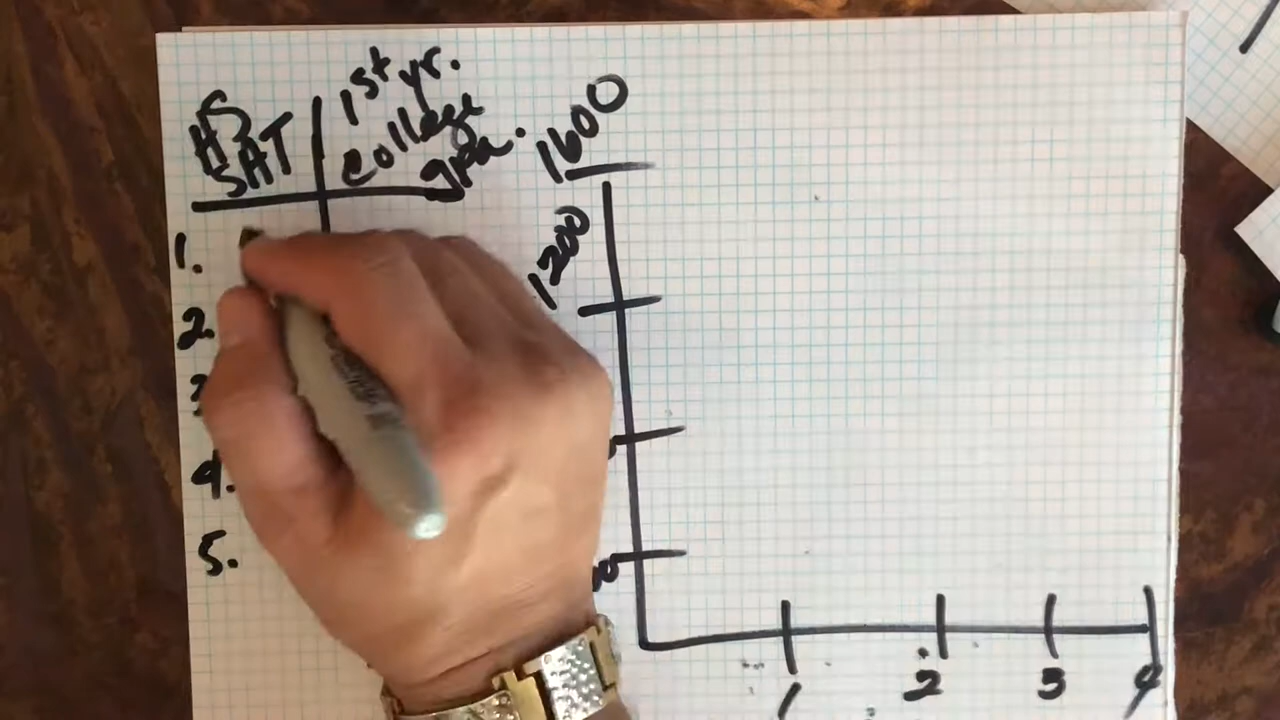 HS
SAT
1st yr.
college
gpa.
1.
2.
4.
5.
1600
1200
1
2
3
4